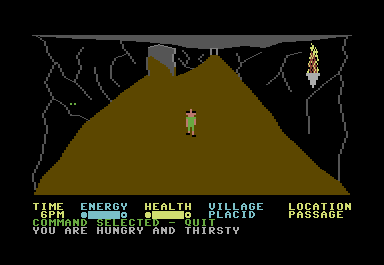 TIME ENERGY HEALTH VILLAGE LOCATION
6PM PLACID PASSAGE
COMMAND SELECTED - QUIT
YOU ARE HUNGRY AND THIRSTY